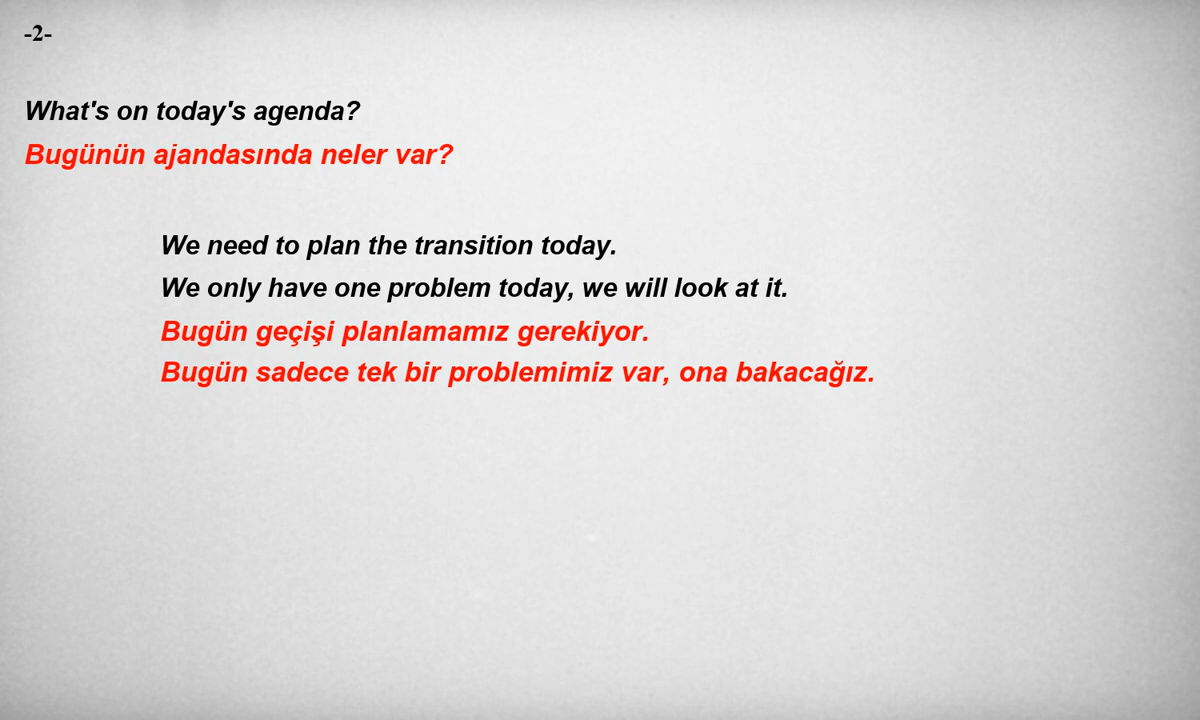 -2-
What's on today's agenda?
Bugünün ajandasında neler var?
We need to plan the transition today.
We only have one problem today, we will look at it.
Bugün geçişi planlamamız gerekiyor.
Bugün sadece tek bir problemimiz var, ona bakacağız.